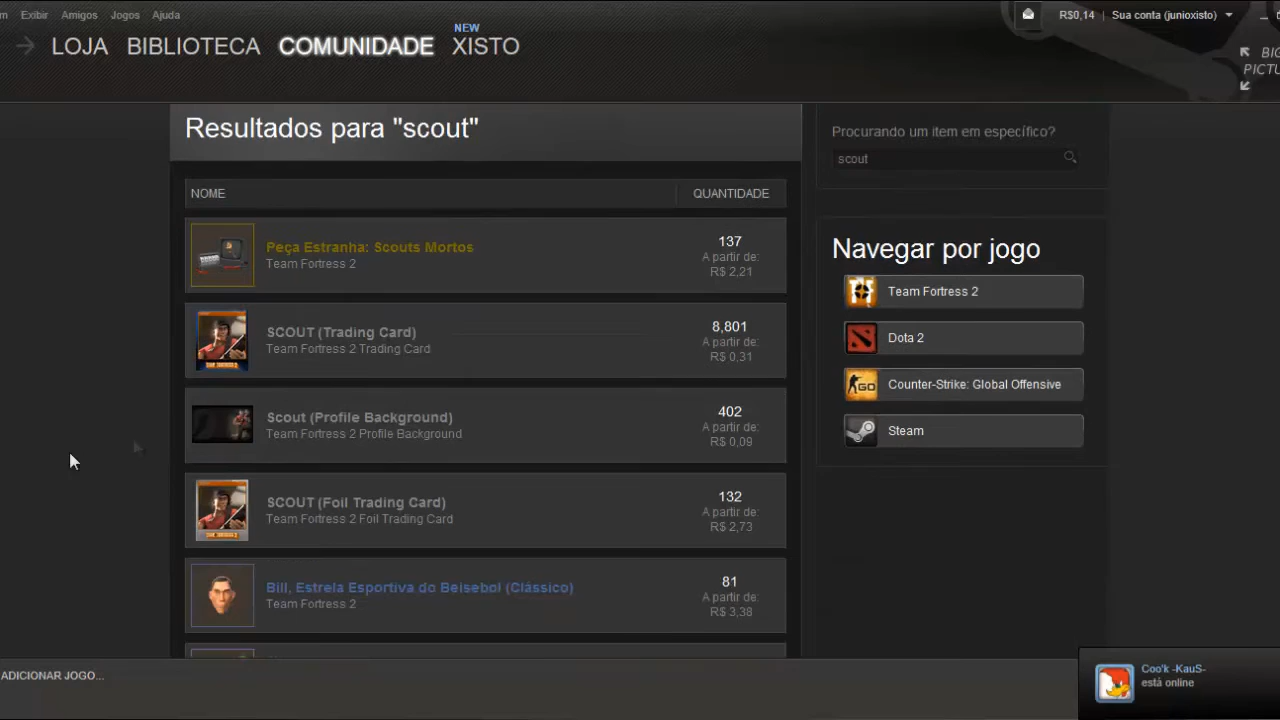 Exibir Amigos Jogos Ajuda
R$0,14 | Sua conta (junioxisto)
NEW
LOJA BIBLIOTECA COMUNIDADE XISTO
Resultados para "scout"
NOME QUANTIDADE
Peça Estranha: Scouts Mortos
Team Fortress 2
137
A partir de:
R$ 2,21
SCOUT (Trading Card)
Team Fortress 2 Trading Card
8,801
A partir de:
R$ 0,31
Scout (Profile Background)
Team Fortress 2 Profile Background
402
A partir de:
R$ 0,09
SCOUT (Foil Trading Card)
Team Fortress 2 Foil Trading Card
132
A partir de:
R$ 2,73
Bill, Estrela Esportiva do Beisebol (Clássico)
Team Fortress 2
81
A partir de:
R$ 3,38
Procurando um item em específico?
scout
Navegar por jogo
Team Fortress 2
Dota 2
Counter-Strike: Global Offensive
Steam
ADICIONAR JOGO...
Coo'k -KauS-
está online